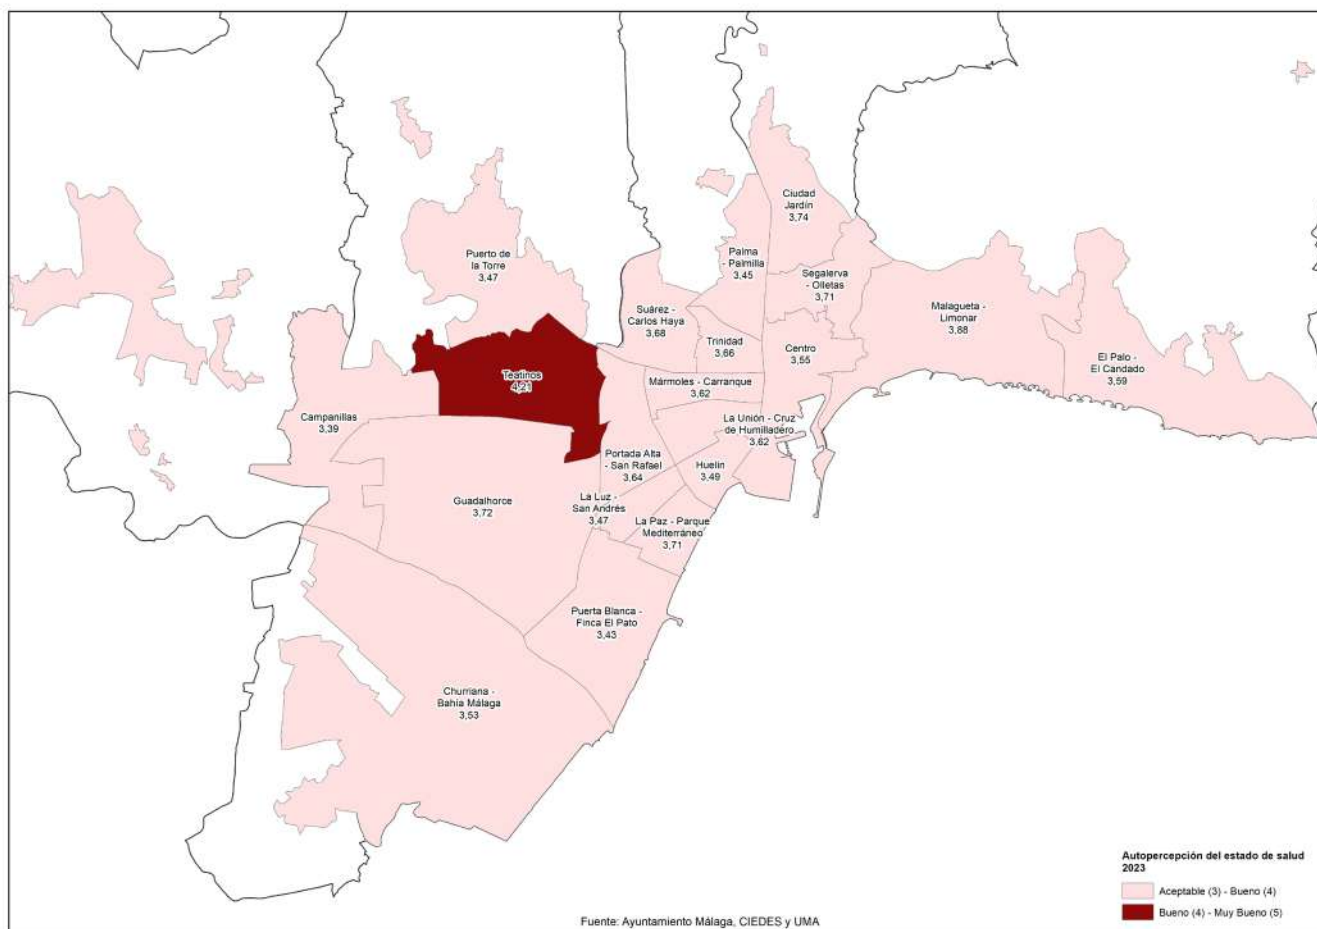 Ciudad
Jardín
3,74
Puerto de
la Torre
3,47
Palma
- Palmilla
3,45
Segalerva
- Olletas
3,71
Suárez -
Carlos Haya
3,68
Malagueta -
Limonar
3,88
Trinidad
3,66
Centro
3,55
El Palo -
El Candado
3,59
Teatinos
4,21
Mármoles - Carranque
3,62
Campanillas
3,39
La Unión - Cruz
de Humilladero
3,62
Portada Alta
- San Rafael
3,64
Huelin
3,49
Guadalhorce
3,72
La Luz -
San Andrés
3,47
La Paz - Parque
Mediterráneo
3,71
Puerta Blanca -
Finca El Pato
3,43
Churriana -
Bahía Málaga
3,53
Autopercepción del estado de salud
2023
Aceptable (3) - Bueno (4)
Bueno (4) - Muy Bueno (5)
Fuente: Ayuntamiento Málaga, CIEDES y UMA